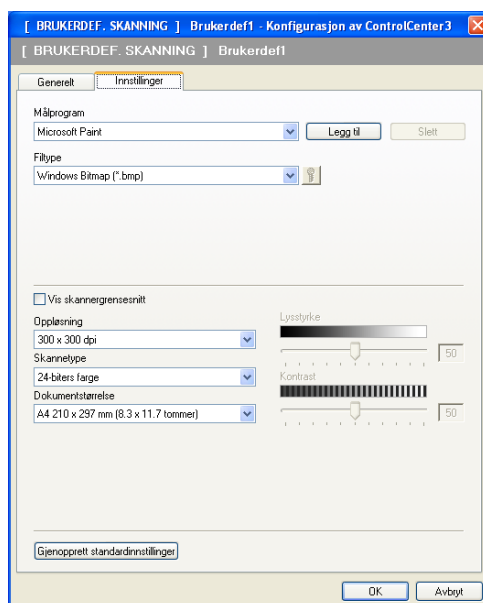 [ BRUKERDEF. SKANNING ] Brukerdef1 - Konfigurasjon av ControlCenter3
[ BRUKERDEF. SKANNING ] Brukerdef1
Generelt Innstillinger
Målprogram
Microsoft Paint Legg til Slett
Filtype
Windows Bitmap (*.bmp)
Vis skannergrensesnitt
Oppløsning Lysstyrke
300 x 300 dpi 50
Skannetype
24-biters farge Kontrast
Dokumentstørrelse
A4 210 x 297 mm (8.3 x 11.7 tommer) 50
Gjenopprett standardinnstillinger
OK Avbryt